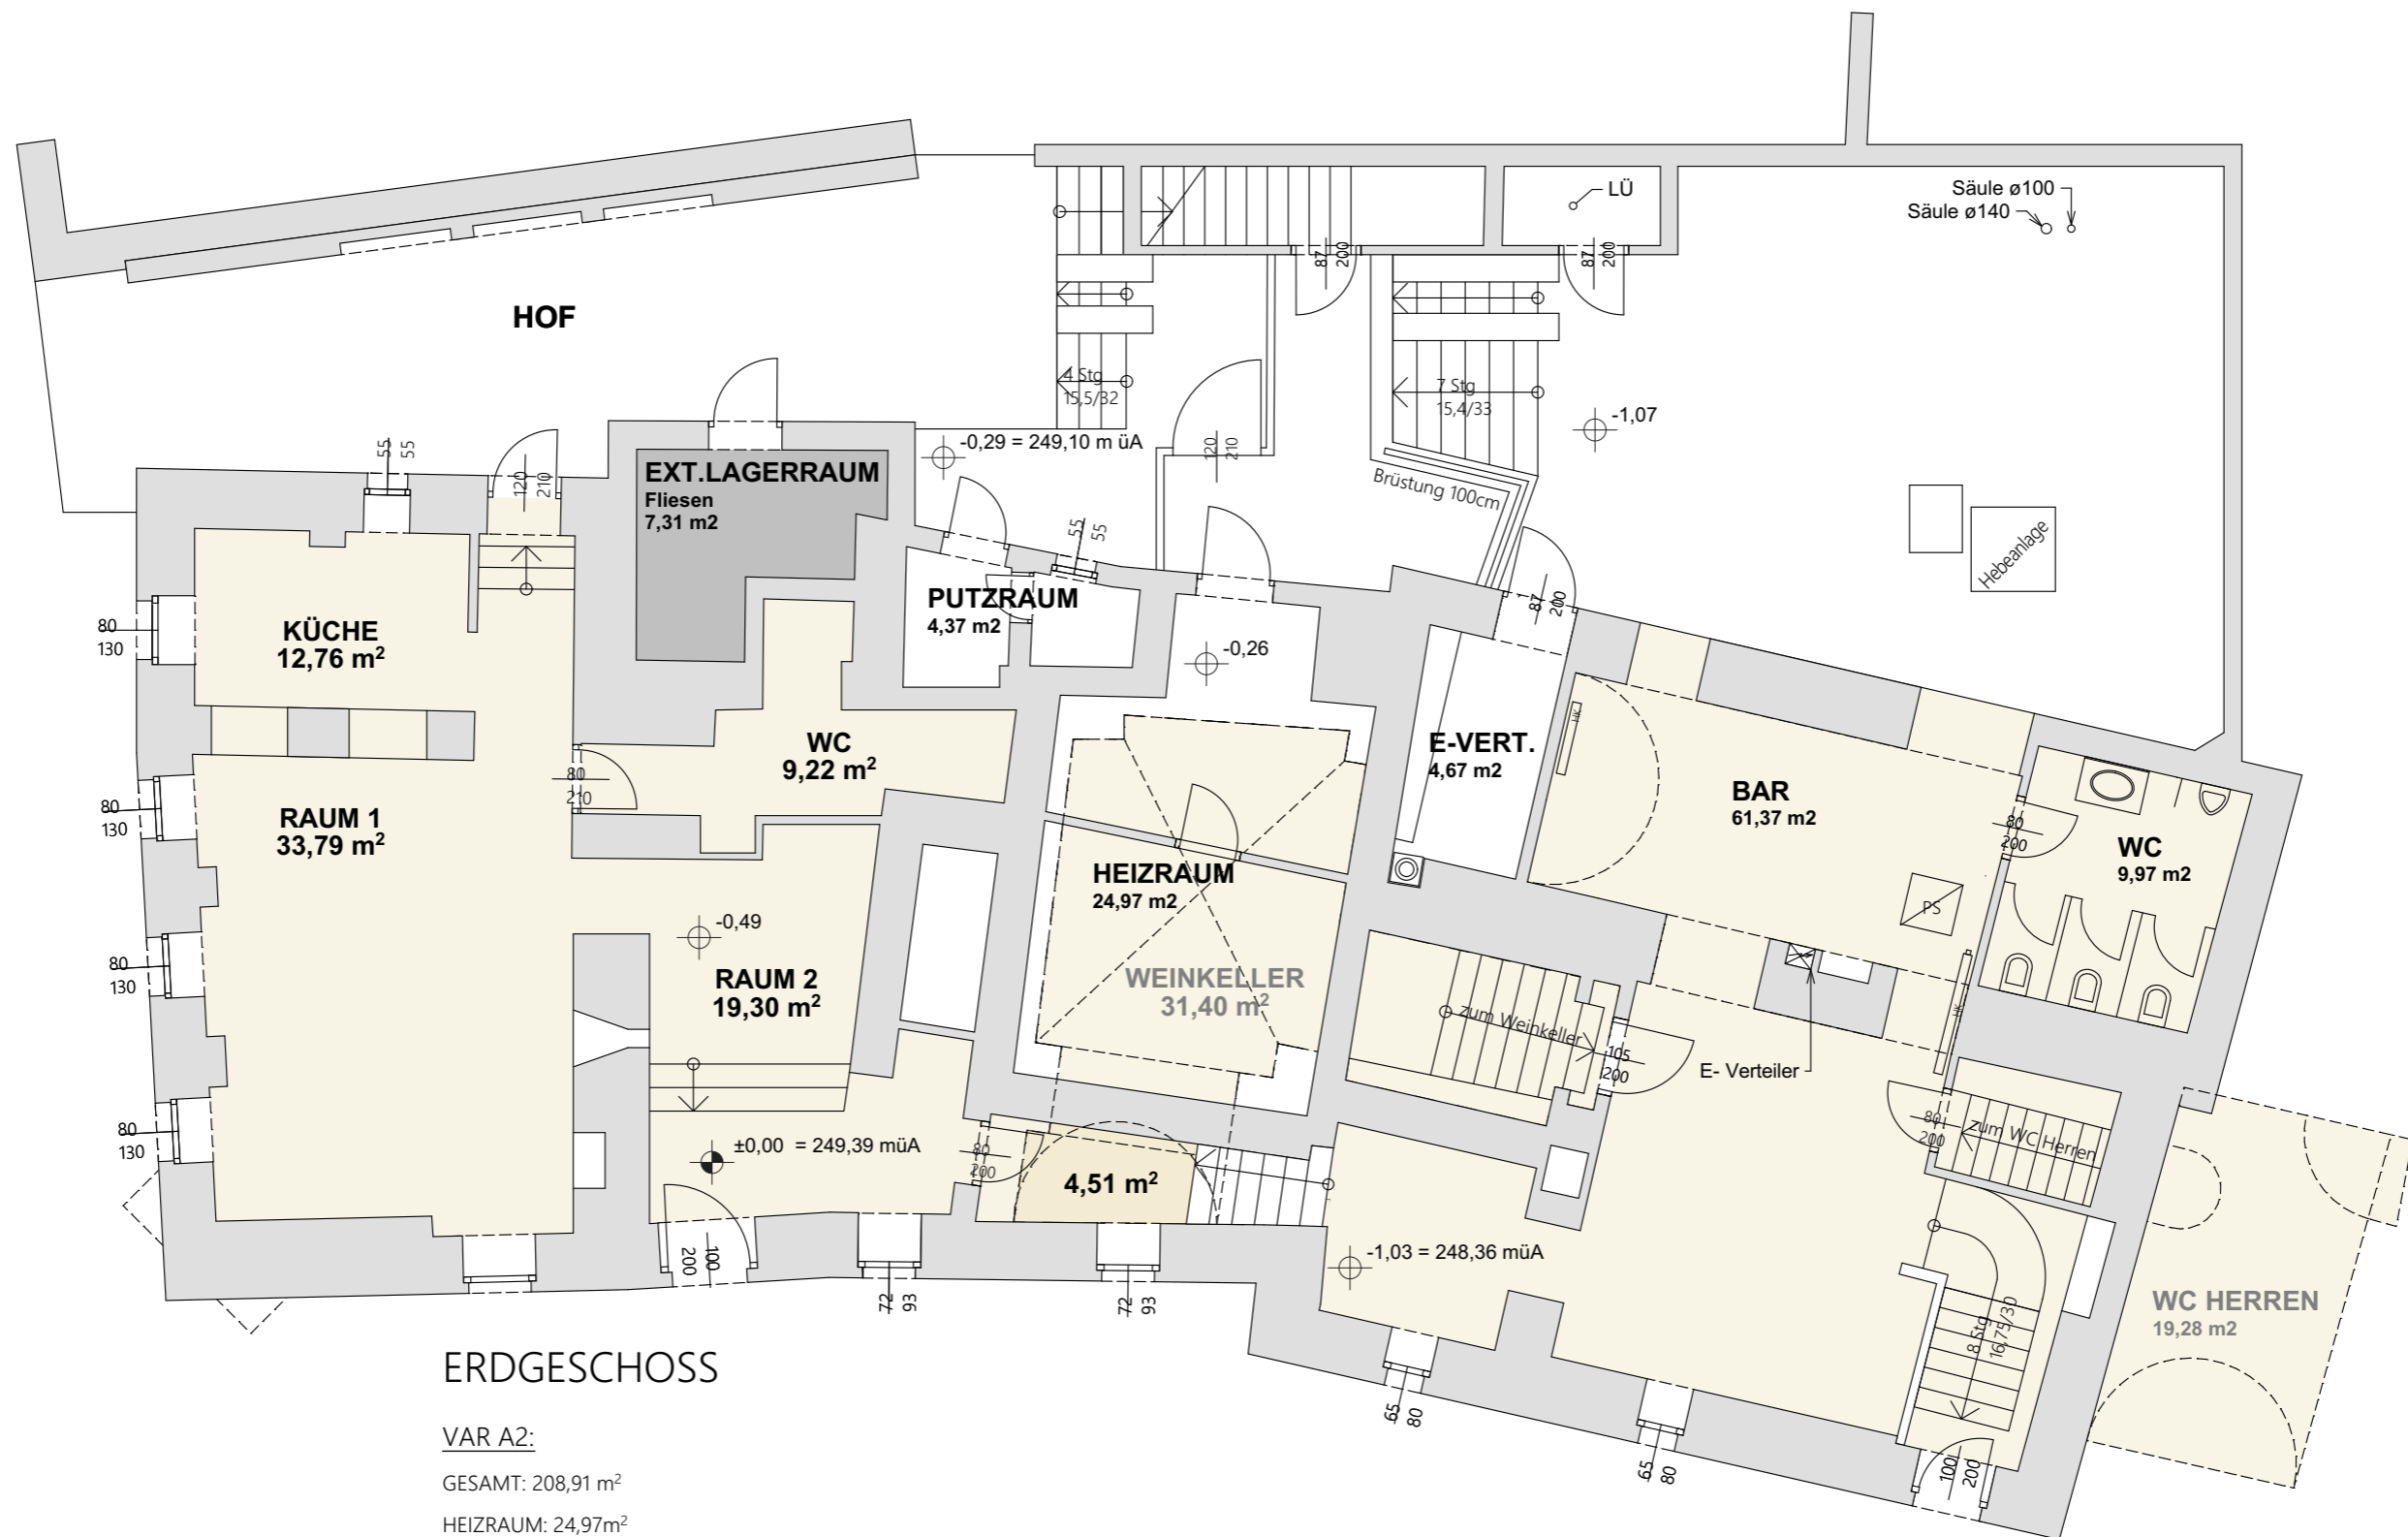 LÜ
Säule ø100
Säule ø140
87
200
87
200
HOF
4 Stg
15,5/32
7 Stg
15,4/33
-1,07
-0,29 = 249,10 m üA
120
210
Brüstung 100cm
55
55
120
210
EXT.LAGERRAUM
Fliesen
7,31 m2
55
55
Hebeanlage
87
200
PUTZRAUM
4,37 m2
-0,26
80
130
KÜCHE
12,76 m²
HK
WC
9,22 m²
E-VERT.
4,67 m2
BAR
61,37 m2
80
210
80
130
RAUM 1
33,79 m²
80
200
WC
9,97 m2
HEIZRAUM
24,97 m2
PS
-0,49
80
130
RAUM 2
19,30 m²
WEINKELLER
31,40 m²
zum Weinkeller
105
200
HK
E- Verteiler
80
130
±0,00 = 249,39 müA
80
200
4,51 m²
80
200
zum WC Herren
-1,03 = 248,36 müA
100
200
72
93
72
93
8 Stg
16,75/30
WC HERREN
19,28 m2
65
80
65
80
100
200
ERDGESCHOSS
VAR A2:
GESAMT: 208,91 m²
HEIZRAUM: 24,97m²